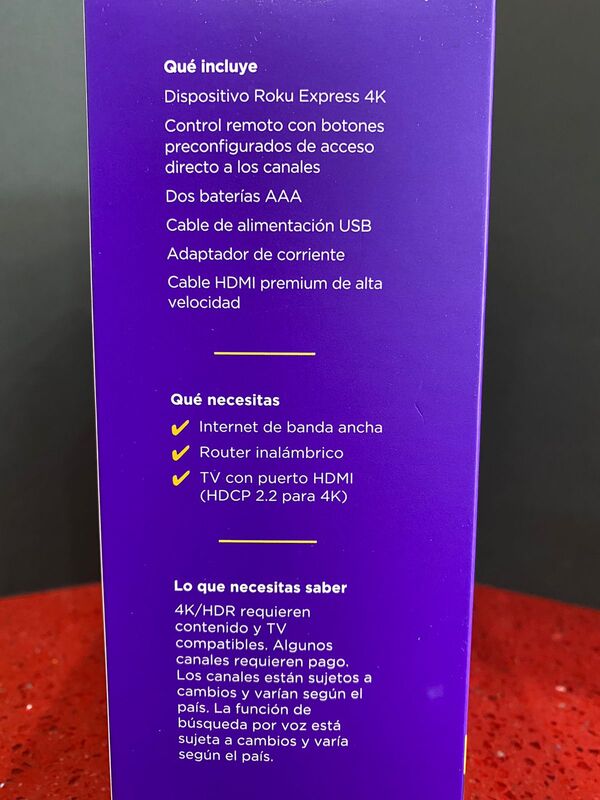 Qué incluye
Dispositivo Roku Express 4K
Control remoto con botones
preconfigurados de acceso
directo a los canales
Dos baterías AAA
Cable de alimentación USB
Adaptador de corriente
Cable HDMI premium de alta
velocidad
Qué necesitas
Internet de banda ancha
Router inalámbrico
TV con puerto HDMI
(HDCP 2.2 para 4K)
Lo que necesitas saber
4K/HDR requieren
contenido y TV
compatibles. Algunos
canales requieren pago.
Los canales están sujetos a
cambios y varían según el
país. La función de
búsqueda por voz está
sujeta a cambios y varía
según el país.